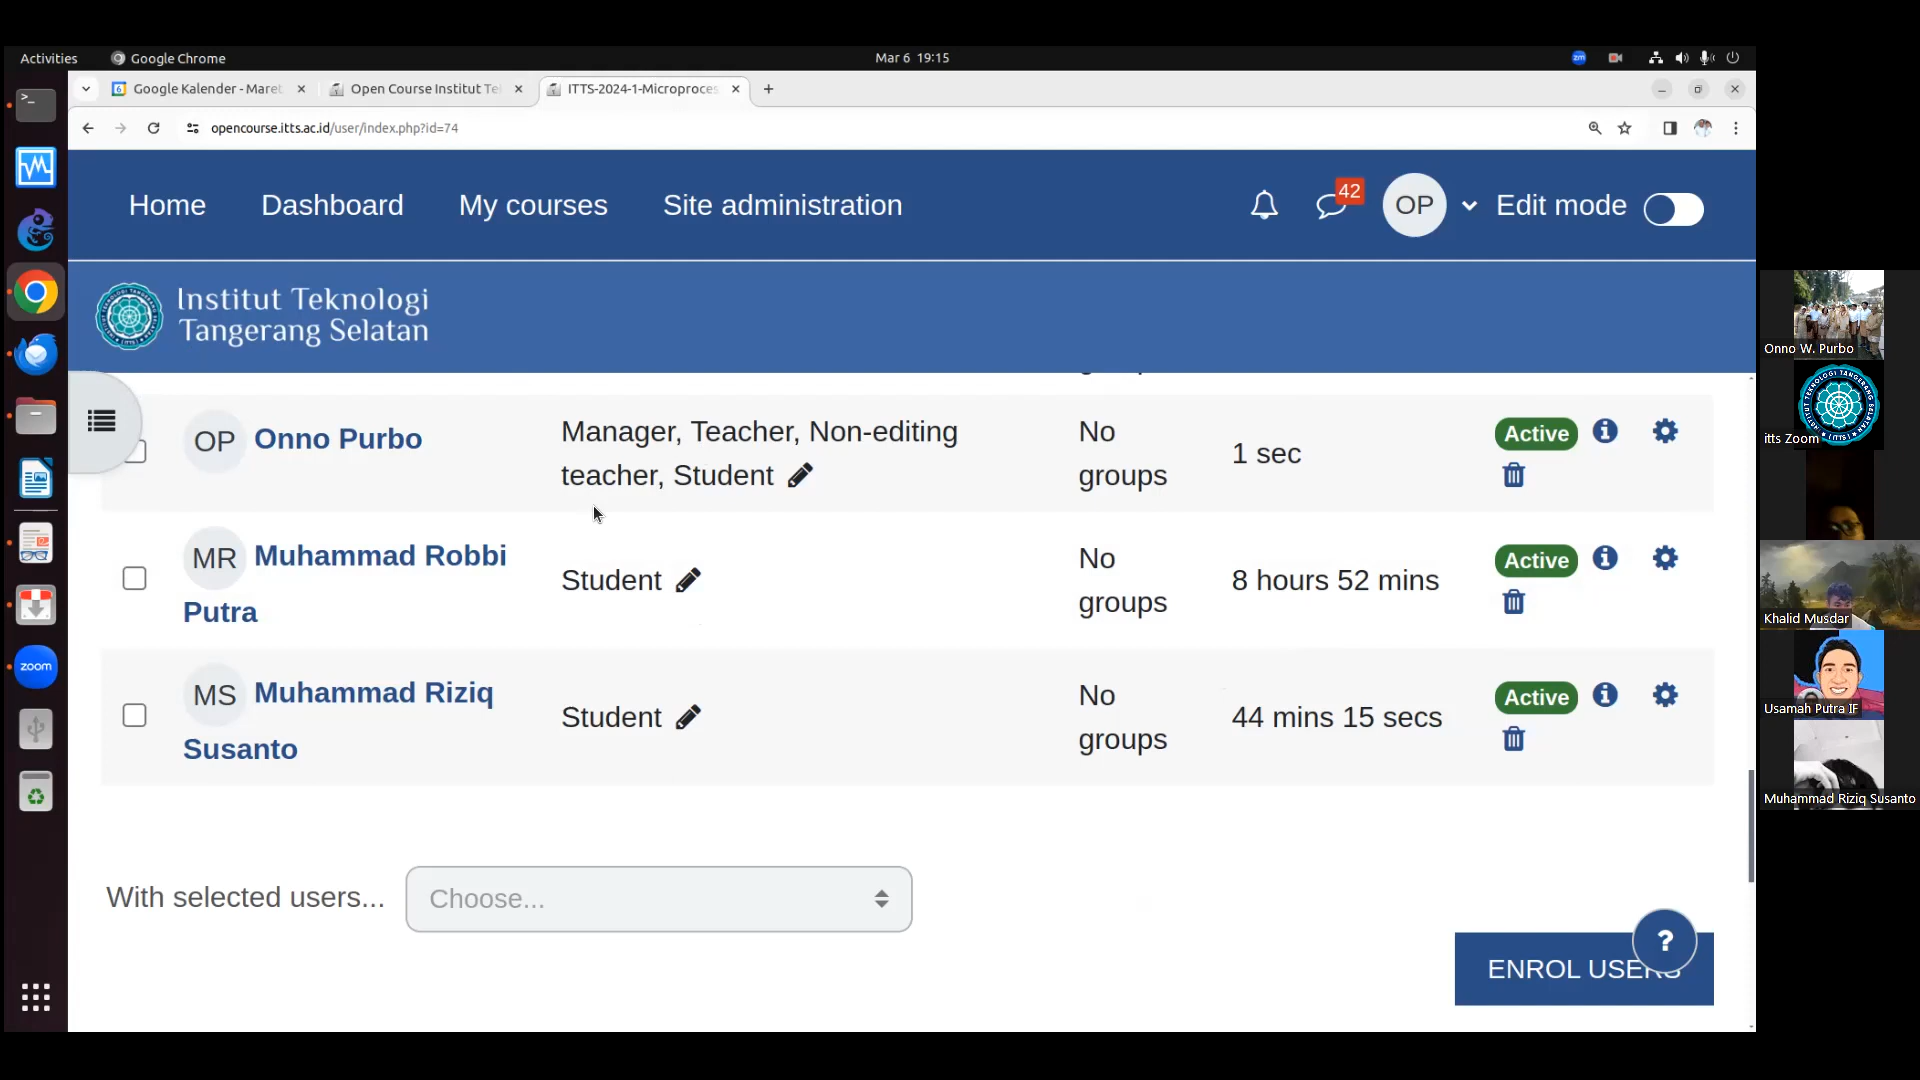 Activities
Google Chrome
Mar 6 19:15
zm
Google Kalender - Maret
Open Course Institut Te
ITTS-2024-1-Microproces
opencourse.itts.ac.id/user/index.php?id=74
Home
Dashboard
My courses
Site administration
42
OP
Edit mode
Institut Teknologi
Tangerang Selatan
OP
Onno Purbo
Manager, Teacher, Non-editing
teacher, Student
No
groups
1 sec
Active
MR
Muhammad Robbi
Putra
Student
No
groups
8 hours 52 mins
Active
MS
Muhammad Riziq
Susanto
Student
No
groups
44 mins 15 secs
Active
With selected users...
Choose...
?
ENROL USERS
zoom
Onno W. Purbo
itts Zoom
Khalid Musdar
Usamah Putra IF
Muhammad Riziq Susanto